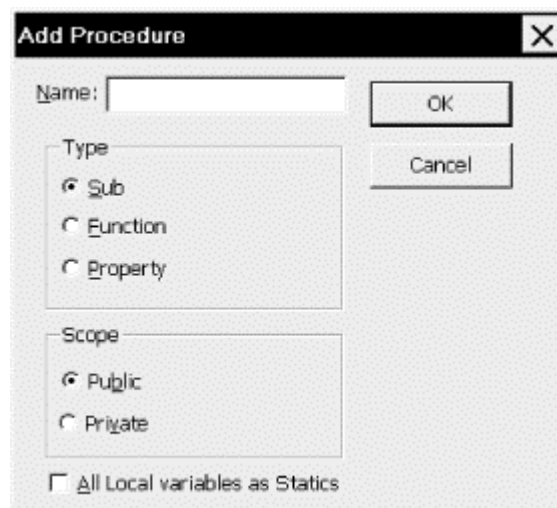 Add Procedure
Name:
OK
Type
Cancel
Sub
Function
Property
Scope
Public
Private
All Local variables as Statics